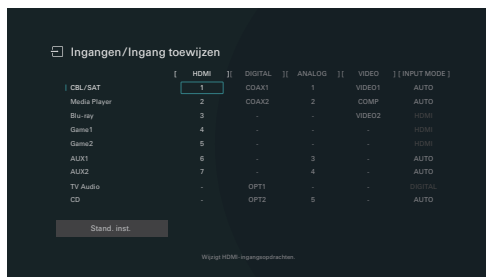 Ingangen/Ingang toewijzen
[ HDMI ][ DIGITAL ][ ANALOG ][ VIDEO ][ INPUT MODE ]
CBL/SAT 1 COAX1 1 VIDEO1 AUTO
Media Player 2 COAX2 2 COMP AUTO
Blu-ray 3 - - VIDEO2 HDMI
Game1 4 - - - HDMI
Game2 5 - - - HDMI
AUX1 6 - 3 - AUTO
AUX2 7 - 4 - AUTO
TV Audio - OPT1 - - DIGITAL
CD - OPT2 5 - AUTO
Stand. inst.
Wijzigt HDMI-ingangsopdrachten.